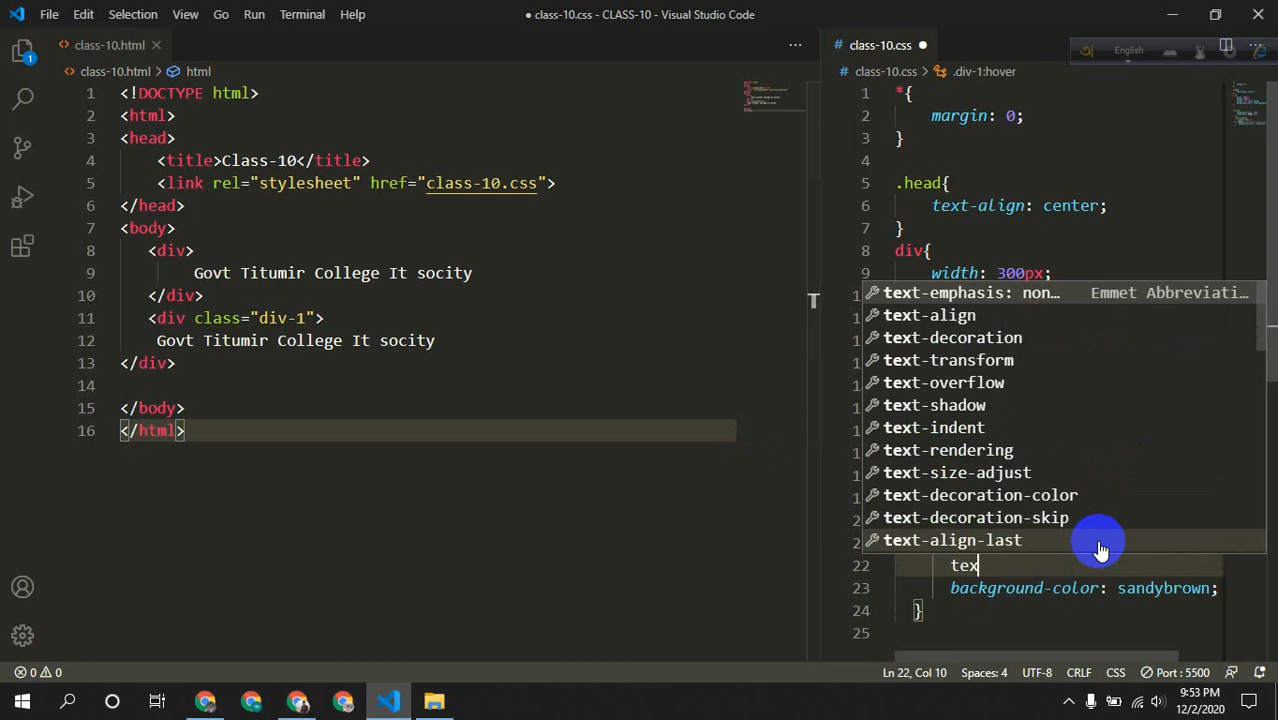 File Edit Selection View Go Run Terminal Help
● class-10.css - CLASS-10 - Visual Studio Code
class-10.html
class-10.html > html
1 <!DOCTYPE html>
2 <html>
3 <head>
4 <title>Class-10</title>
5 <link rel="stylesheet" href="class-10.css">
6 </head>
7 <body>
8 <div>
9 Govt Titumir College It socity
10 </div>
11 <div class="div-1">
12 Govt Titumir College It socity
13 </div>
14
15 </body>
16 </html>
1
# class-10.css ●
অ English
# class-10.css > .div-1:hover
1 *{
2 margin: 0;
3 }
4
5 .head{
6 text-align: center;
7 }
8 div{
9 width: 300px;
text-emphasis: non... Emmet Abbreviati...
text-align
text-decoration
text-transform
text-overflow
text-shadow
text-indent
text-rendering
text-size-adjust
text-decoration-color
text-decoration-skip
text-align-last
22 tex
23 background-color: sandybrown;
24 }
25
0 0
Ln 22, Col 10 Spaces: 4 UTF-8 CRLF CSS Port : 5500
9:53 PM
12/2/2020